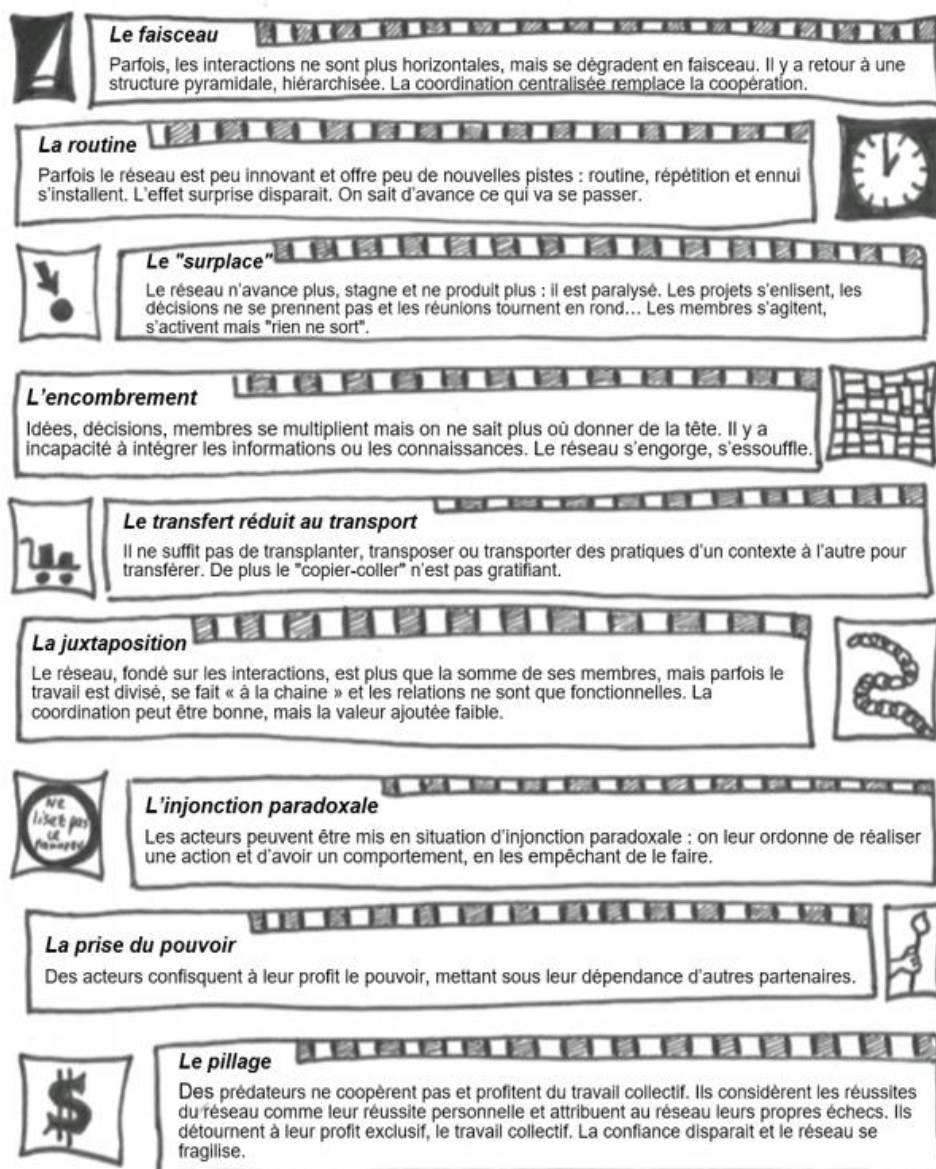 Le faisceau
Parfois, les interactions ne sont plus horizontales, mais se dégradent en faisceau. Il y a retour à une
structure pyramidale, hiérarchisée. La coordination centralisée remplace la coopération.
La routine
Parfois le réseau est peu innovant et offre peu de nouvelles pistes : routine, répétition et ennui
s'installent. L'effet surprise disparait. On sait d'avance ce qui va se passer.
Le "surplace"
Le réseau n'avance plus, stagne et ne produit plus : il est paralysé. Les projets s'enlisent, les
décisions ne se prennent pas et les réunions tournent en rond… Les membres s'agitent,
s'activent mais "rien ne sort".
L'encombrement
Idées, décisions, membres se multiplient mais on ne sait plus où donner de la tête. Il y a
incapacité à intégrer les informations ou les connaissances. Le réseau s'engorge, s'essouffle.
Le transfert réduit au transport
Il ne suffit pas de transplanter, transposer ou transporter des pratiques d'un contexte à l'autre pour
transférer. De plus le "copier-coller" n'est pas gratifiant.
La juxtaposition
Le réseau, fondé sur les interactions, est plus que la somme de ses membres, mais parfois le
travail est divisé, se fait « à la chaine » et les relations ne sont que fonctionnelles. La
coordination peut être bonne, mais la valeur ajoutée faible.
Ne
lisez pas
ce
panneau
L'injonction paradoxale
Les acteurs peuvent être mis en situation d'injonction paradoxale : on leur ordonne de réaliser
une action et d'avoir un comportement, en les empêchant de le faire.
La prise du pouvoir
Des acteurs confisquent à leur profit le pouvoir, mettant sous leur dépendance d'autres partenaires.
$
Le pillage
Des prédateurs ne coopèrent pas et profitent du travail collectif. Ils considèrent les réussites
du réseau comme leur réussite personnelle et attribuent au réseau leurs propres échecs. Ils
détournent à leur profit exclusif, le travail collectif. La confiance disparait et le réseau se
fragilise.